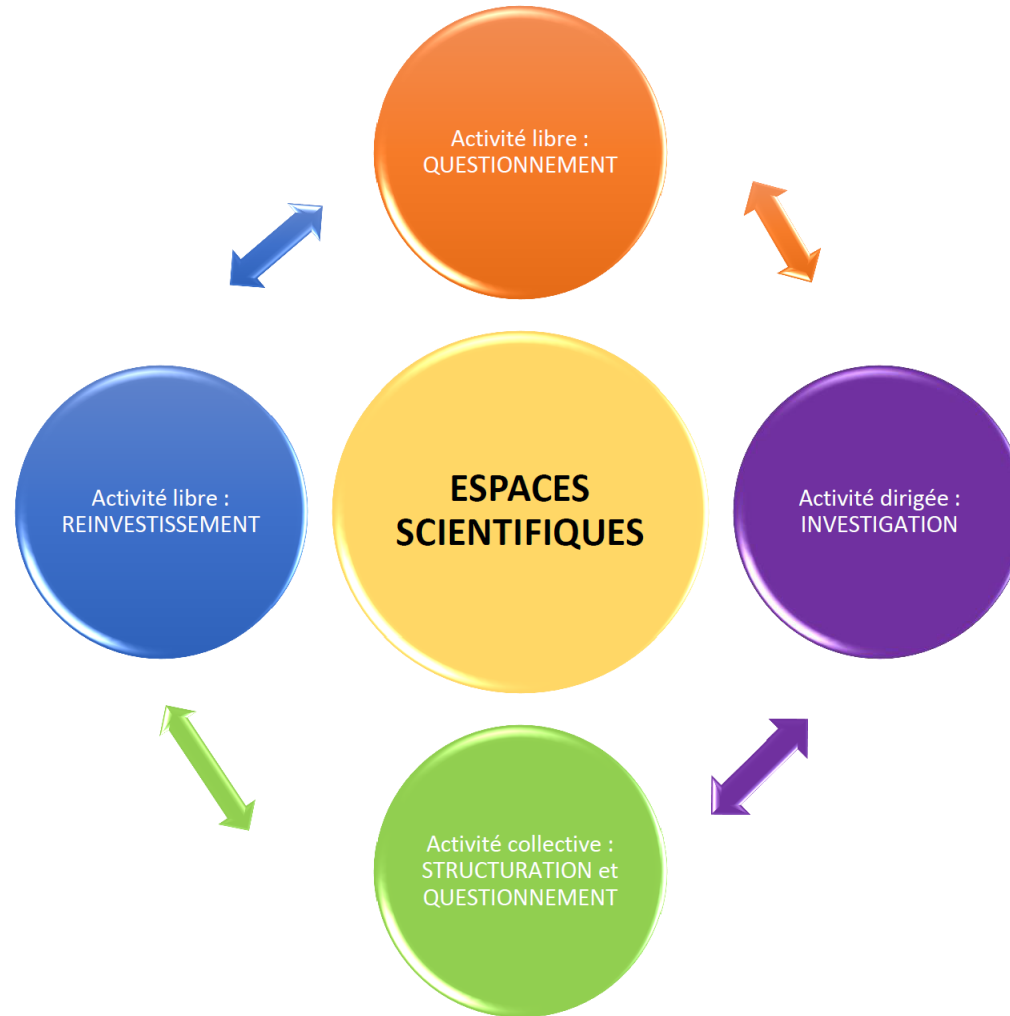 Activité libre :
QUESTIONNEMENT
Activité libre :
REINVESTISSEMENT
ESPACES
SCIENTIFIQUES
Activité dirigée :
INVESTIGATION
Activité collective :
STRUCTURATION et
QUESTIONNEMENT